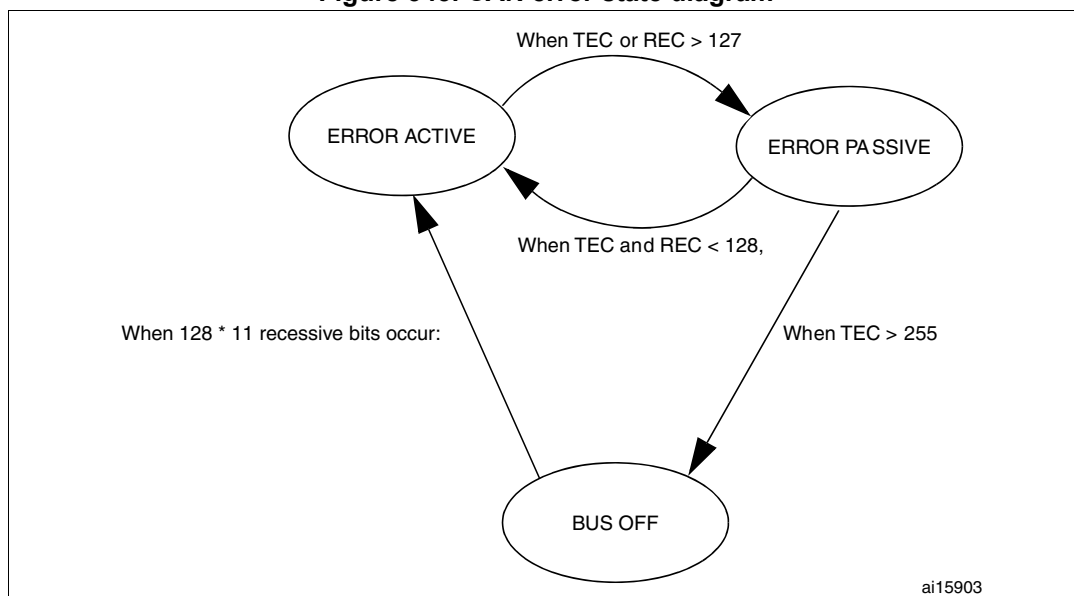 When TEC or REC > 127
ERROR ACTIVE
ERROR PASSIVE
When TEC and REC < 128,
When 128 * 11 recessive bits occur:
When TEC > 255
BUS OFF
ai15903